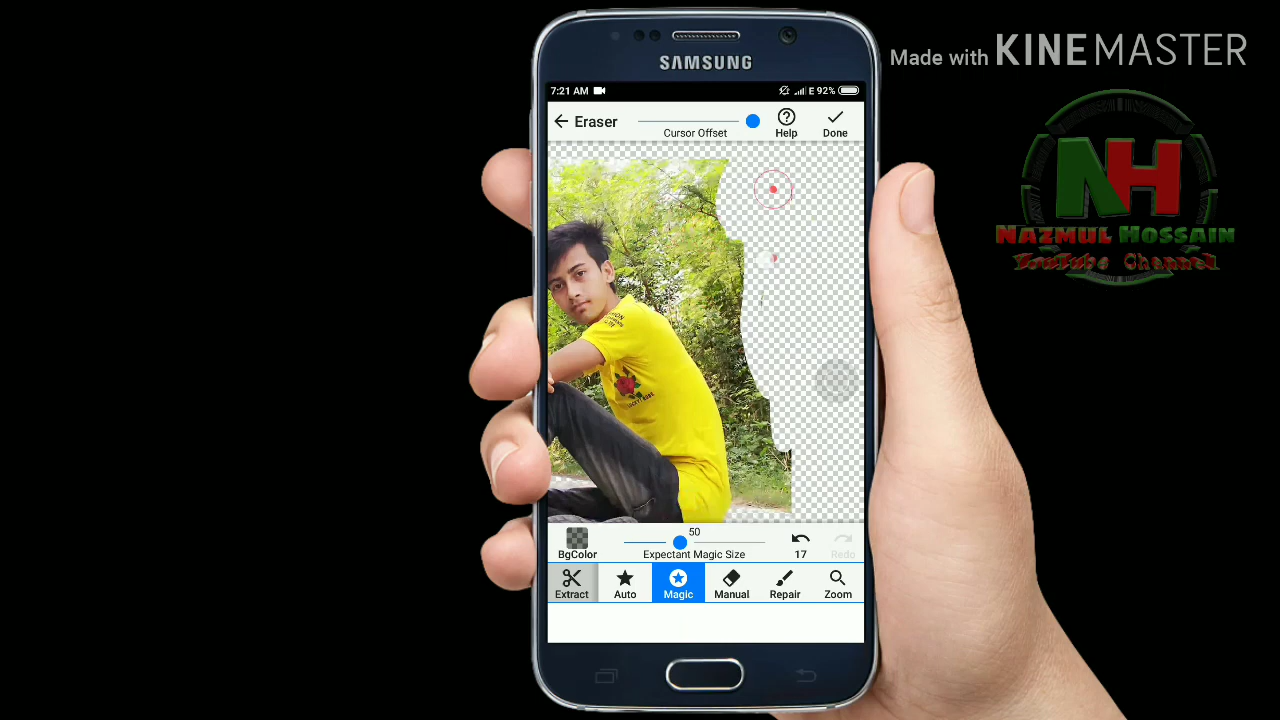 Made with KINEMASTER
SAMSUNG
7:21 AM
E 92%
Eraser
Cursor Offset
Help
Done
NH
NAZMUL HOSSAIN
YouTube Channel
50
BgColor
Expectant Magic Size
17
Redo
Extract
Auto
Magic
Manual
Repair
Zoom